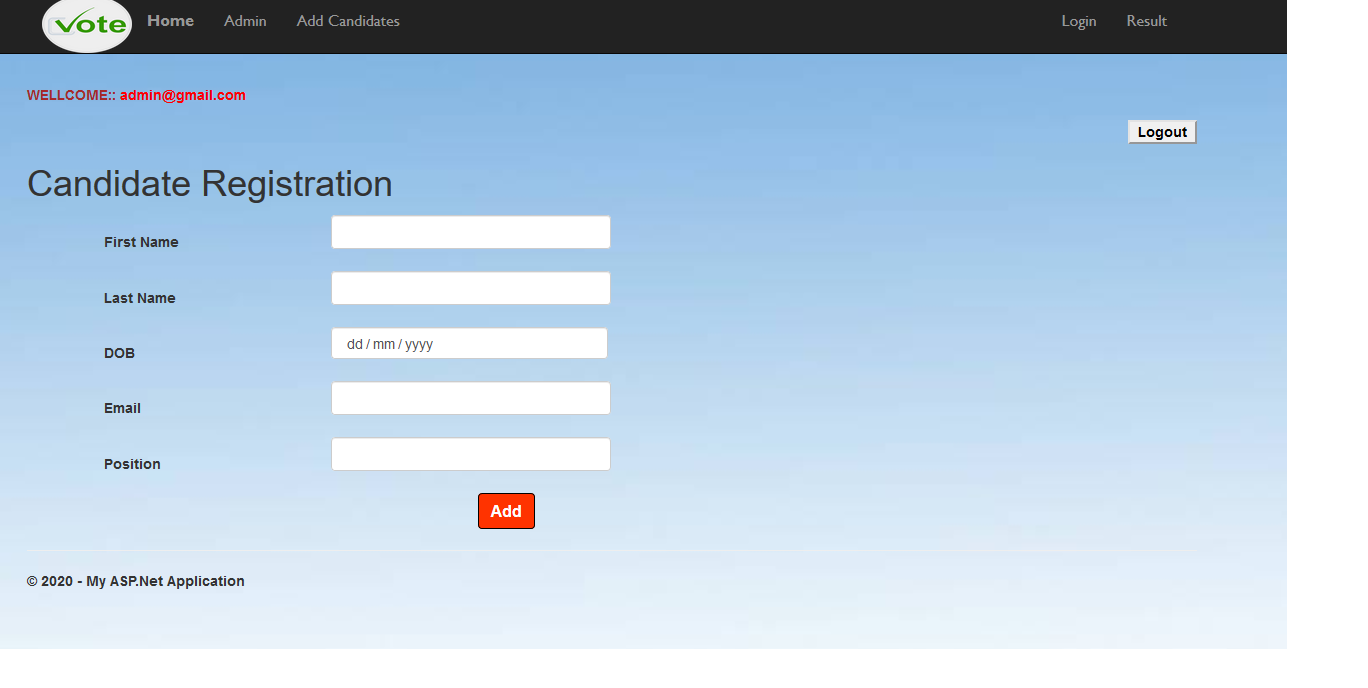 vote Home Admin Add Candidates Login Result
WELLCOME:: admin@gmail.com
Logout
Candidate Registration
First Name
Last Name
DOB dd / mm / yyyy
Email
Position
Add
© 2020 - My ASP.Net Application